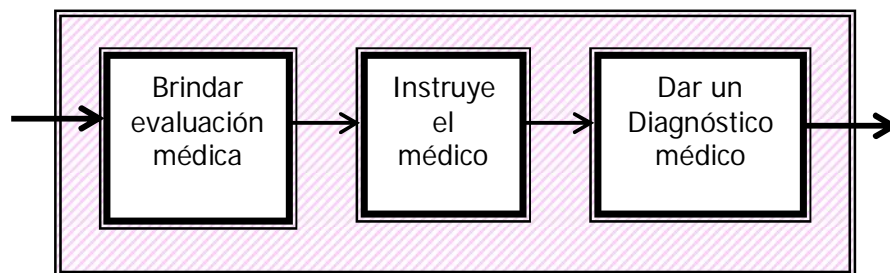 Brindar
evaluación
médica
Instruye
el
médico
Dar un
Diagnóstico
médico